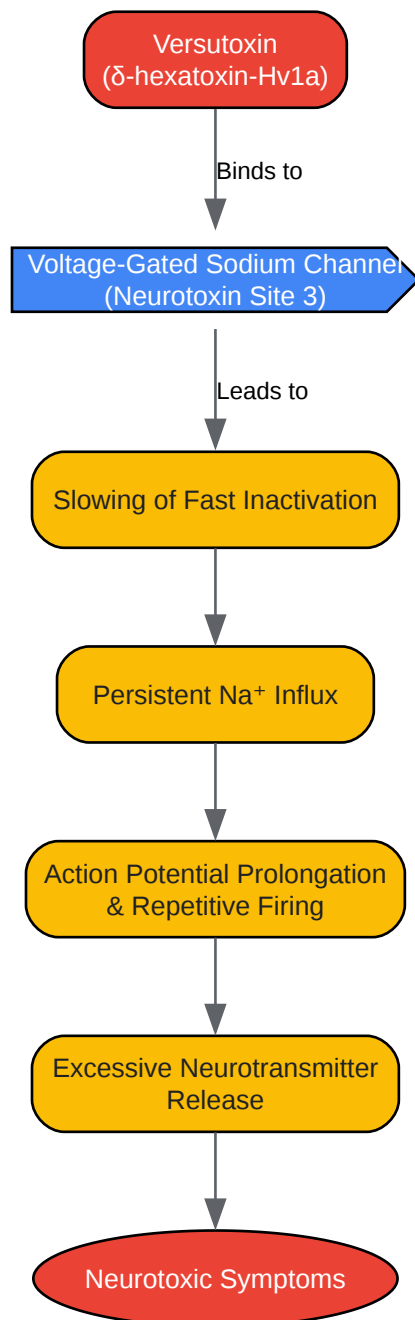 Versutoxin
(δ-hexatoxin-Hv1a)
Binds to
Voltage-Gated Sodium Channel
(Neurotoxin Site 3)
Leads to
Slowing of Fast Inactivation
Persistent Na⁺ Influx
Action Potential Prolongation
& Repetitive Firing
Excessive Neurotransmitter
Release
Neurotoxic Symptoms